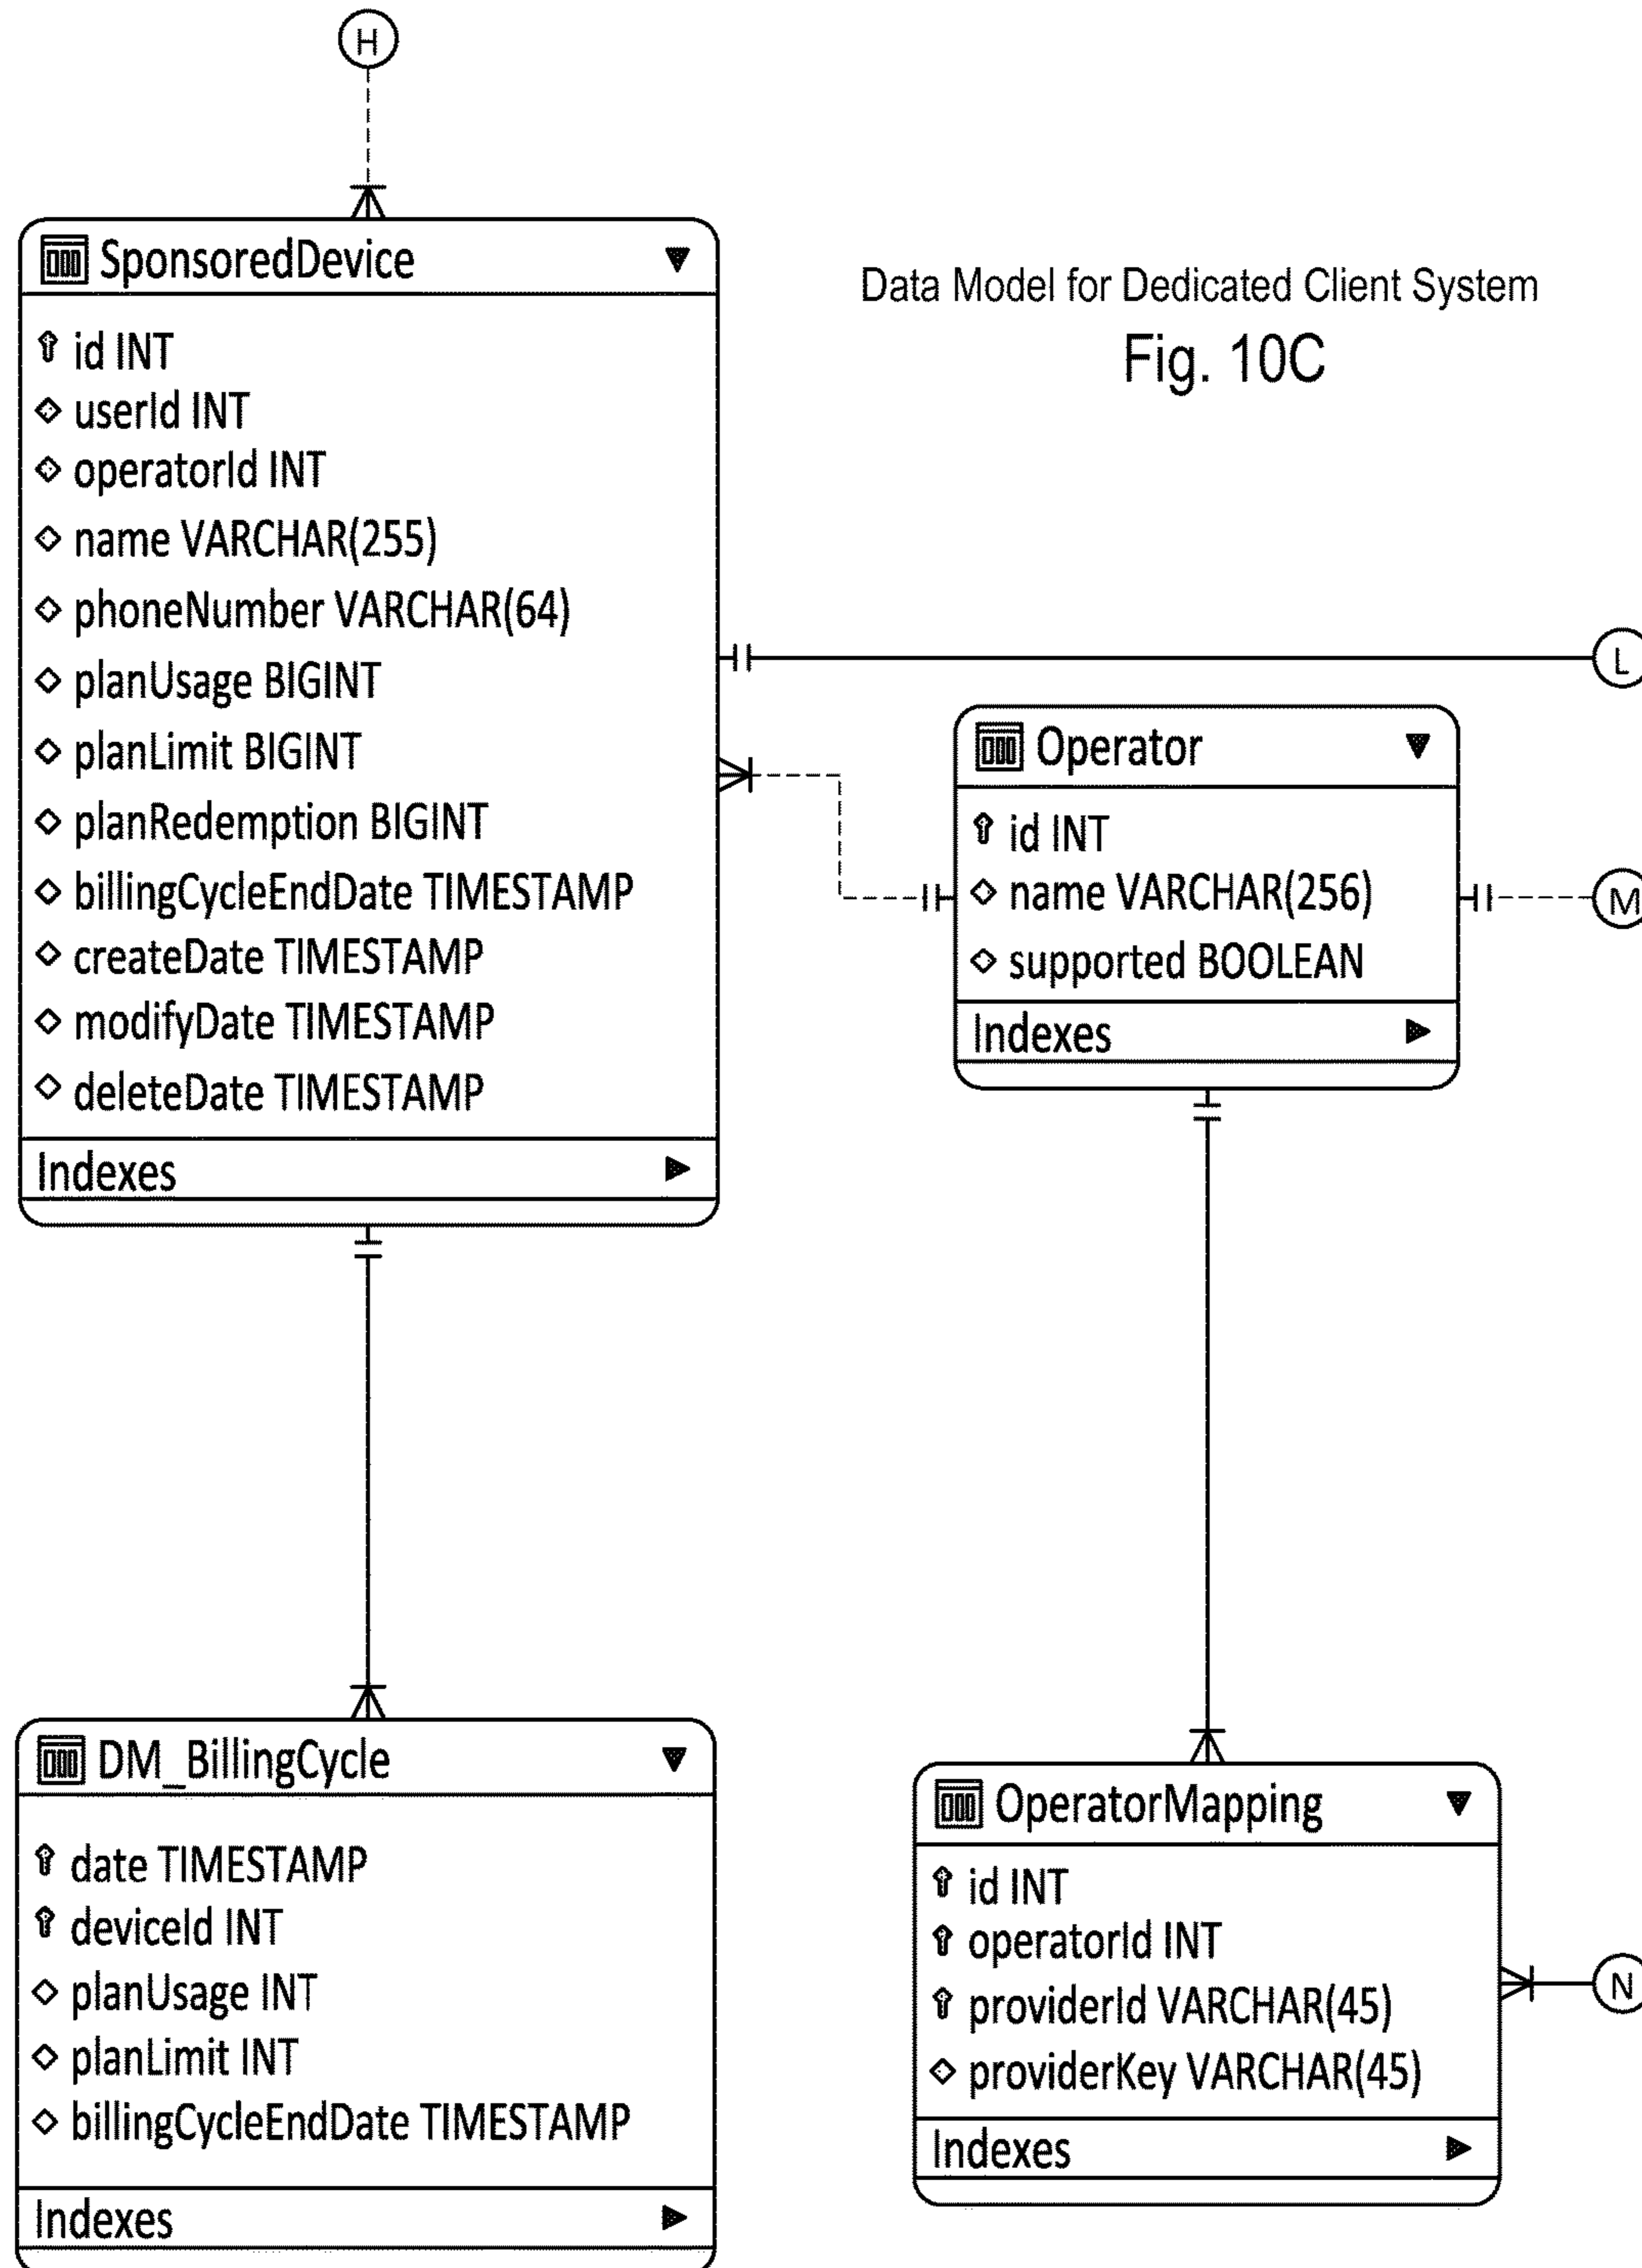 H
SponsoredDevice
id INT
userId INT
operatorId INT
name VARCHAR(255)
phoneNumber VARCHAR(64)
planUsage BIGINT
planLimit BIGINT
planRedemption BIGINT
billingCycleEndDate TIMESTAMP
createDate TIMESTAMP
modifyDate TIMESTAMP
deleteDate TIMESTAMP
Indexes
Data Model for Dedicated Client System
Fig. 10C
L
Operator
id INT
name VARCHAR(256)
supported BOOLEAN
Indexes
M
DM_BillingCycle
date TIMESTAMP
deviceId INT
planUsage INT
planLimit INT
billingCycleEndDate TIMESTAMP
Indexes
OperatorMapping
id INT
operatorId INT
providerId VARCHAR(45)
providerKey VARCHAR(45)
Indexes
N